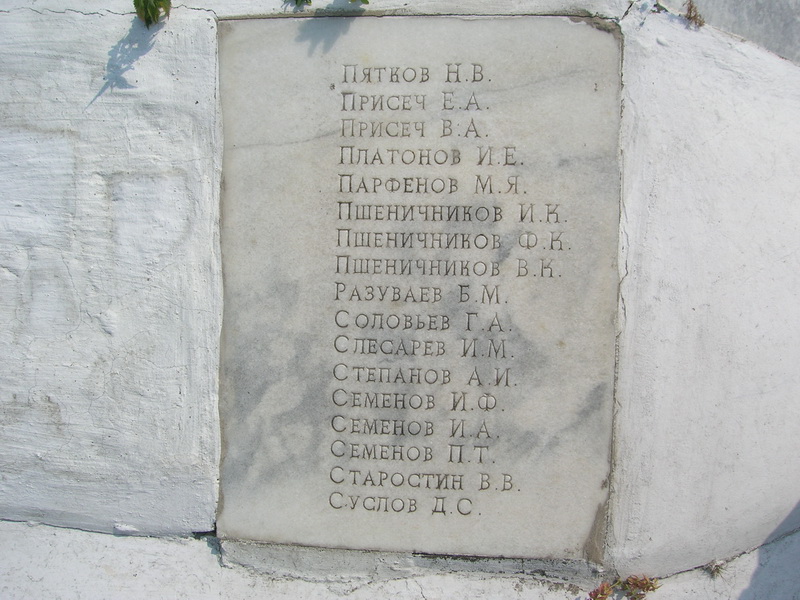 Пятков Н.В.
Присеч Е.А.
Присеч В.А.
Платонов И.Е.
Парфенов М.Я.
Пшеничников И.К.
Пшеничников Ф.К.
Пшеничников В.К.
Разуваев Б.М.
Соловьев Г.А.
Слесарев И.М.
Степанов А.И.
Семенов И.Ф.
Семенов И.А.
Семенов П.Т.
Старостин В.В.
Суслов Д.С.